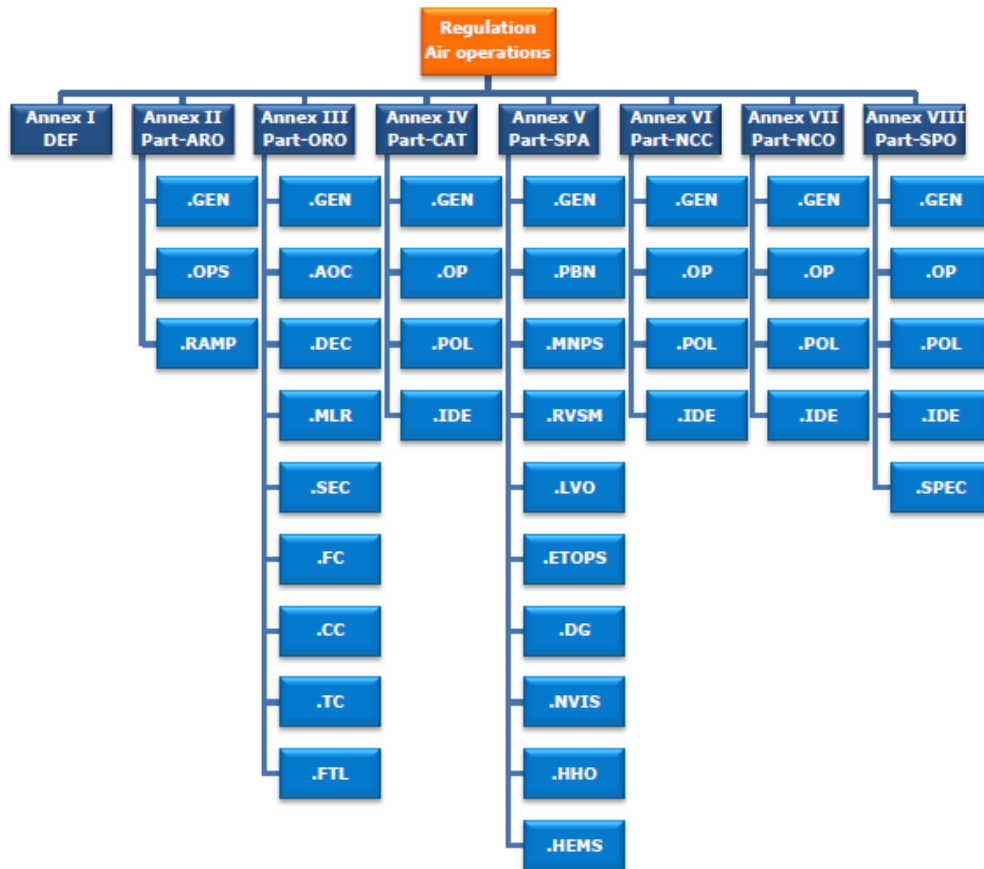 Regulation
Air operations
Annex I
DEF
Annex II
Part-ARO
Annex III
Part-ORO
Annex IV
Part-CAT
Annex V
Part-SPA
Annex VI
Part-NCC
Annex VII
Part-NCO
Annex VIII
Part-SPO
.GEN
.OPS
.RAMP
.GEN
.AOC
.DEC
.MLR
.SEC
.FC
.CC
.TC
.FTL
.GEN
.OP
.POL
.IDE
.GEN
.PBN
.MNPS
.RVSM
.LVO
.ETOPS
.DG
.NVIS
.HHO
.HEMS
.GEN
.OP
.POL
.IDE
.GEN
.OP
.POL
.IDE
.GEN
.OP
.POL
.IDE
.SPEC